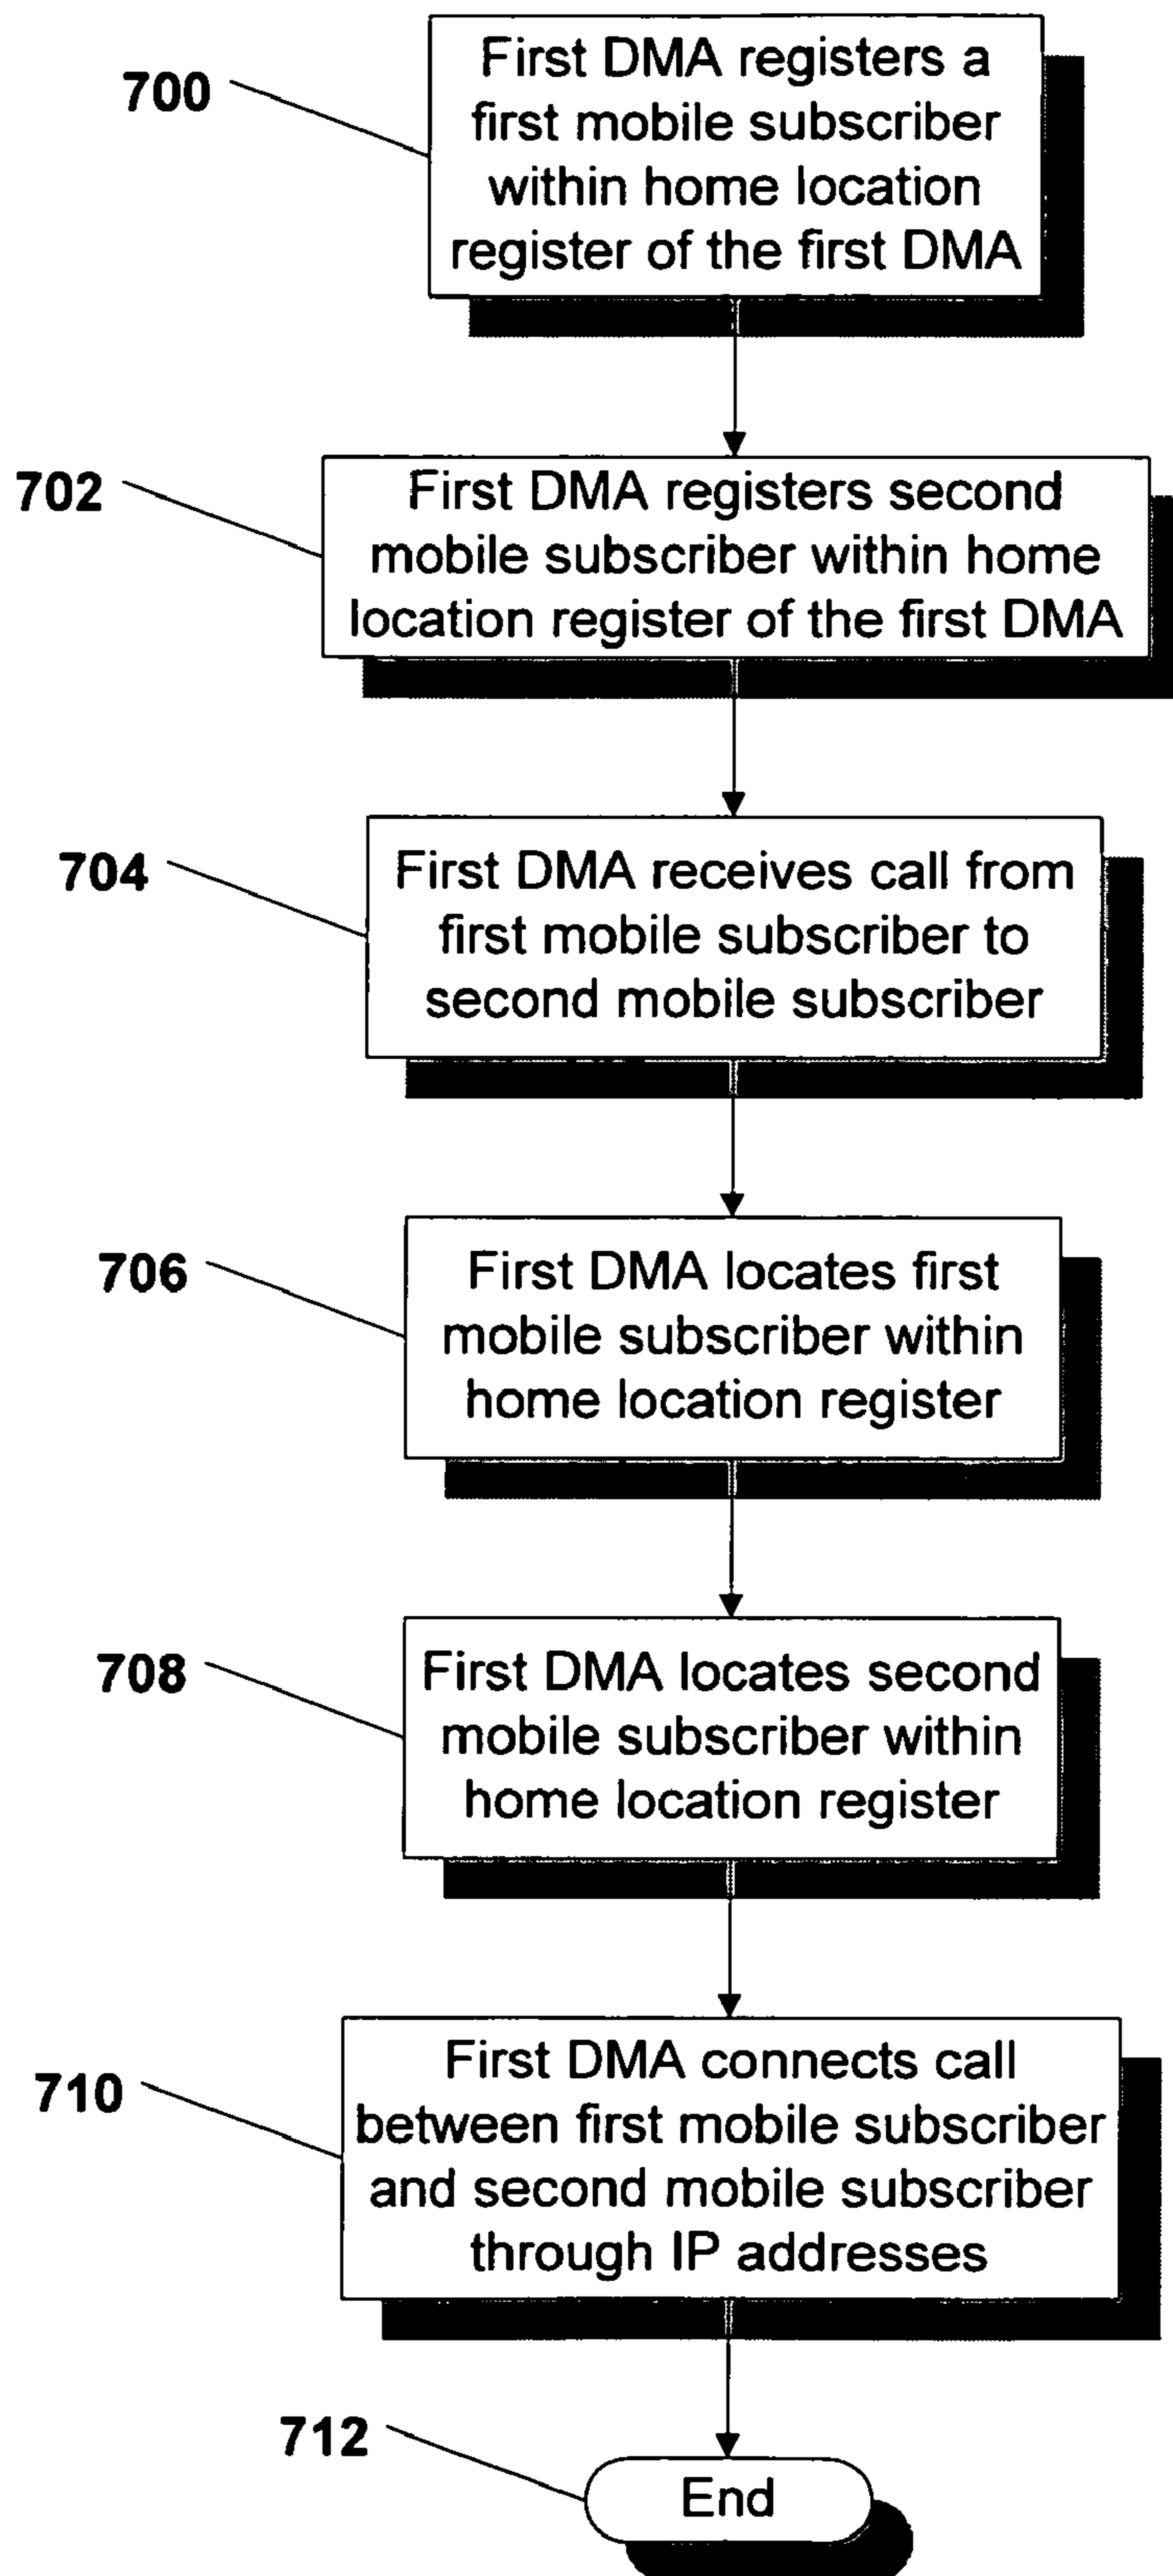 700
First DMA registers a
first mobile subscriber
within home location
register of the first DMA
702
First DMA registers second
mobile subscriber within home
location register of the first DMA
704
First DMA receives call from
first mobile subscriber to
second mobile subscriber
706
First DMA locates first
mobile subscriber within
home location register
708
First DMA locates second
mobile subscriber within
home location register
710
First DMA connects call
between first mobile subscriber
and second mobile subscriber
through IP addresses
712
End